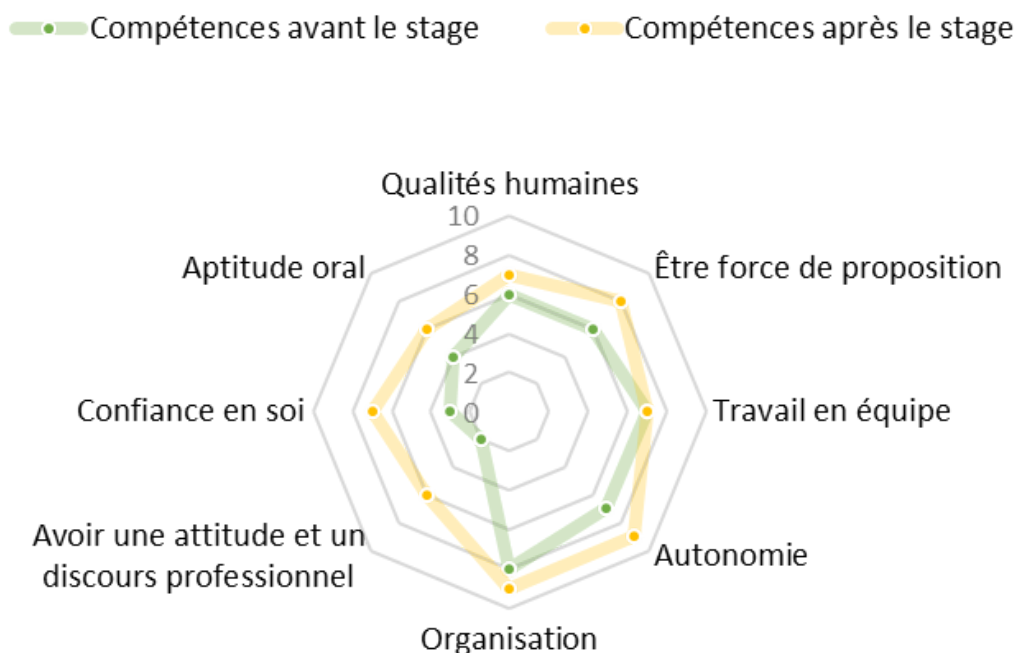 Compétences avant le stage
Compétences après le stage
Qualités humaines
10
8
6
4
2
0
Aptitude oral
Être force de proposition
Confiance en soi
Travail en équipe
Avoir une attitude et un
discours professionnel
Autonomie
Organisation